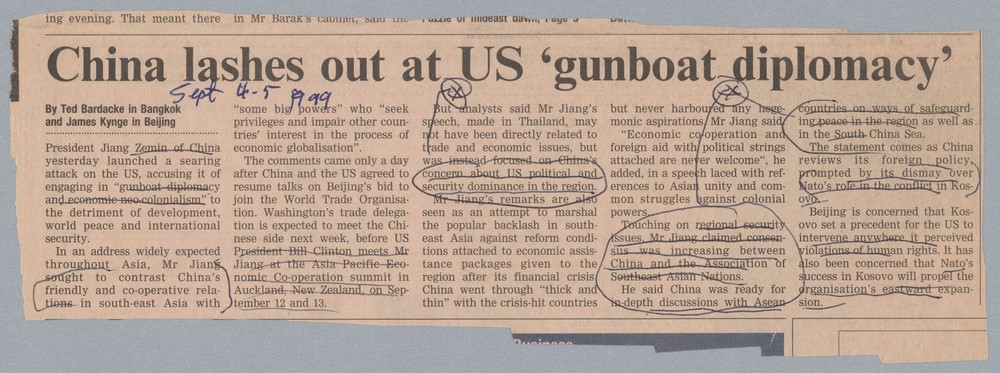 ing evening. That meant there
in Mr Barak's cabinet, said the
Puzzle of mideast dawn, Page 3
China lashes out at US 'gunboat diplomacy'
Sept 4-5 1999
By Ted Bardacke in Bangkok
and James Kynge in Beijing
President Jiang Zemin of China
yesterday launched a searing
attack on the US, accusing it of
engaging in "gunboat diplomacy
and economic neo-colonialism" to
the detriment of development,
world peace and international
security.
In an address widely expected
throughout Asia, Mr Jiang
sought to contrast China's
friendly and co-operative rela-
tions in south-east Asia with
"some big powers" who "seek
privileges and impair other coun-
tries' interest in the process of
economic globalisation".
The comments came only a day
after China and the US agreed to
resume talks on Beijing's bid to
join the World Trade Organisa-
tion. Washington's trade delega-
tion is expected to meet the Chi-
nese side next week, before US
President Bill Clinton meets Mr
Jiang at the Asia Pacific Eco-
nomic Co-operation summit in
Auckland, New Zealand, on Sep-
tember 12 and 13.
But analysts said Mr Jiang's
speech, made in Thailand, may
not have been directly related to
trade and economic issues, but
was instead focused on China's
concern about US political and
security dominance in the region.
Mr Jiang's remarks are also
seen as an attempt to marshal
the popular backlash in south-
east Asia against reform condi-
tions attached to economic assis-
tance packages given to the
region after its financial crisis
China went through "thick and
thin" with the crisis-hit countries
but never harboured any hege-
monic aspirations, Mr Jiang said.
"Economic co-operation and
foreign aid with political strings
attached are never welcome", he
added, in a speech laced with ref-
erences to Asian unity and com-
mon struggles against colonial
powers.
Touching on regional security
issues, Mr Jiang claimed consen-
sus was increasing between
China and the Association of
Southeast Asian Nations.
He said China was ready for
in-depth discussions with Asean
countries on ways of safeguard-
ing peace in the region as well as
in the South China Sea.
The statement comes as China
reviews its foreign policy,
prompted by its dismay over
Nato's role in the conflict in Kos-
ovo.
Beijing is concerned that Kos-
ovo set a precedent for the US to
intervene anywhere it perceived
violations of human rights. It has
also been concerned that Nato's
success in Kosovo will propel the
organisation's eastward expan-
sion.
Business